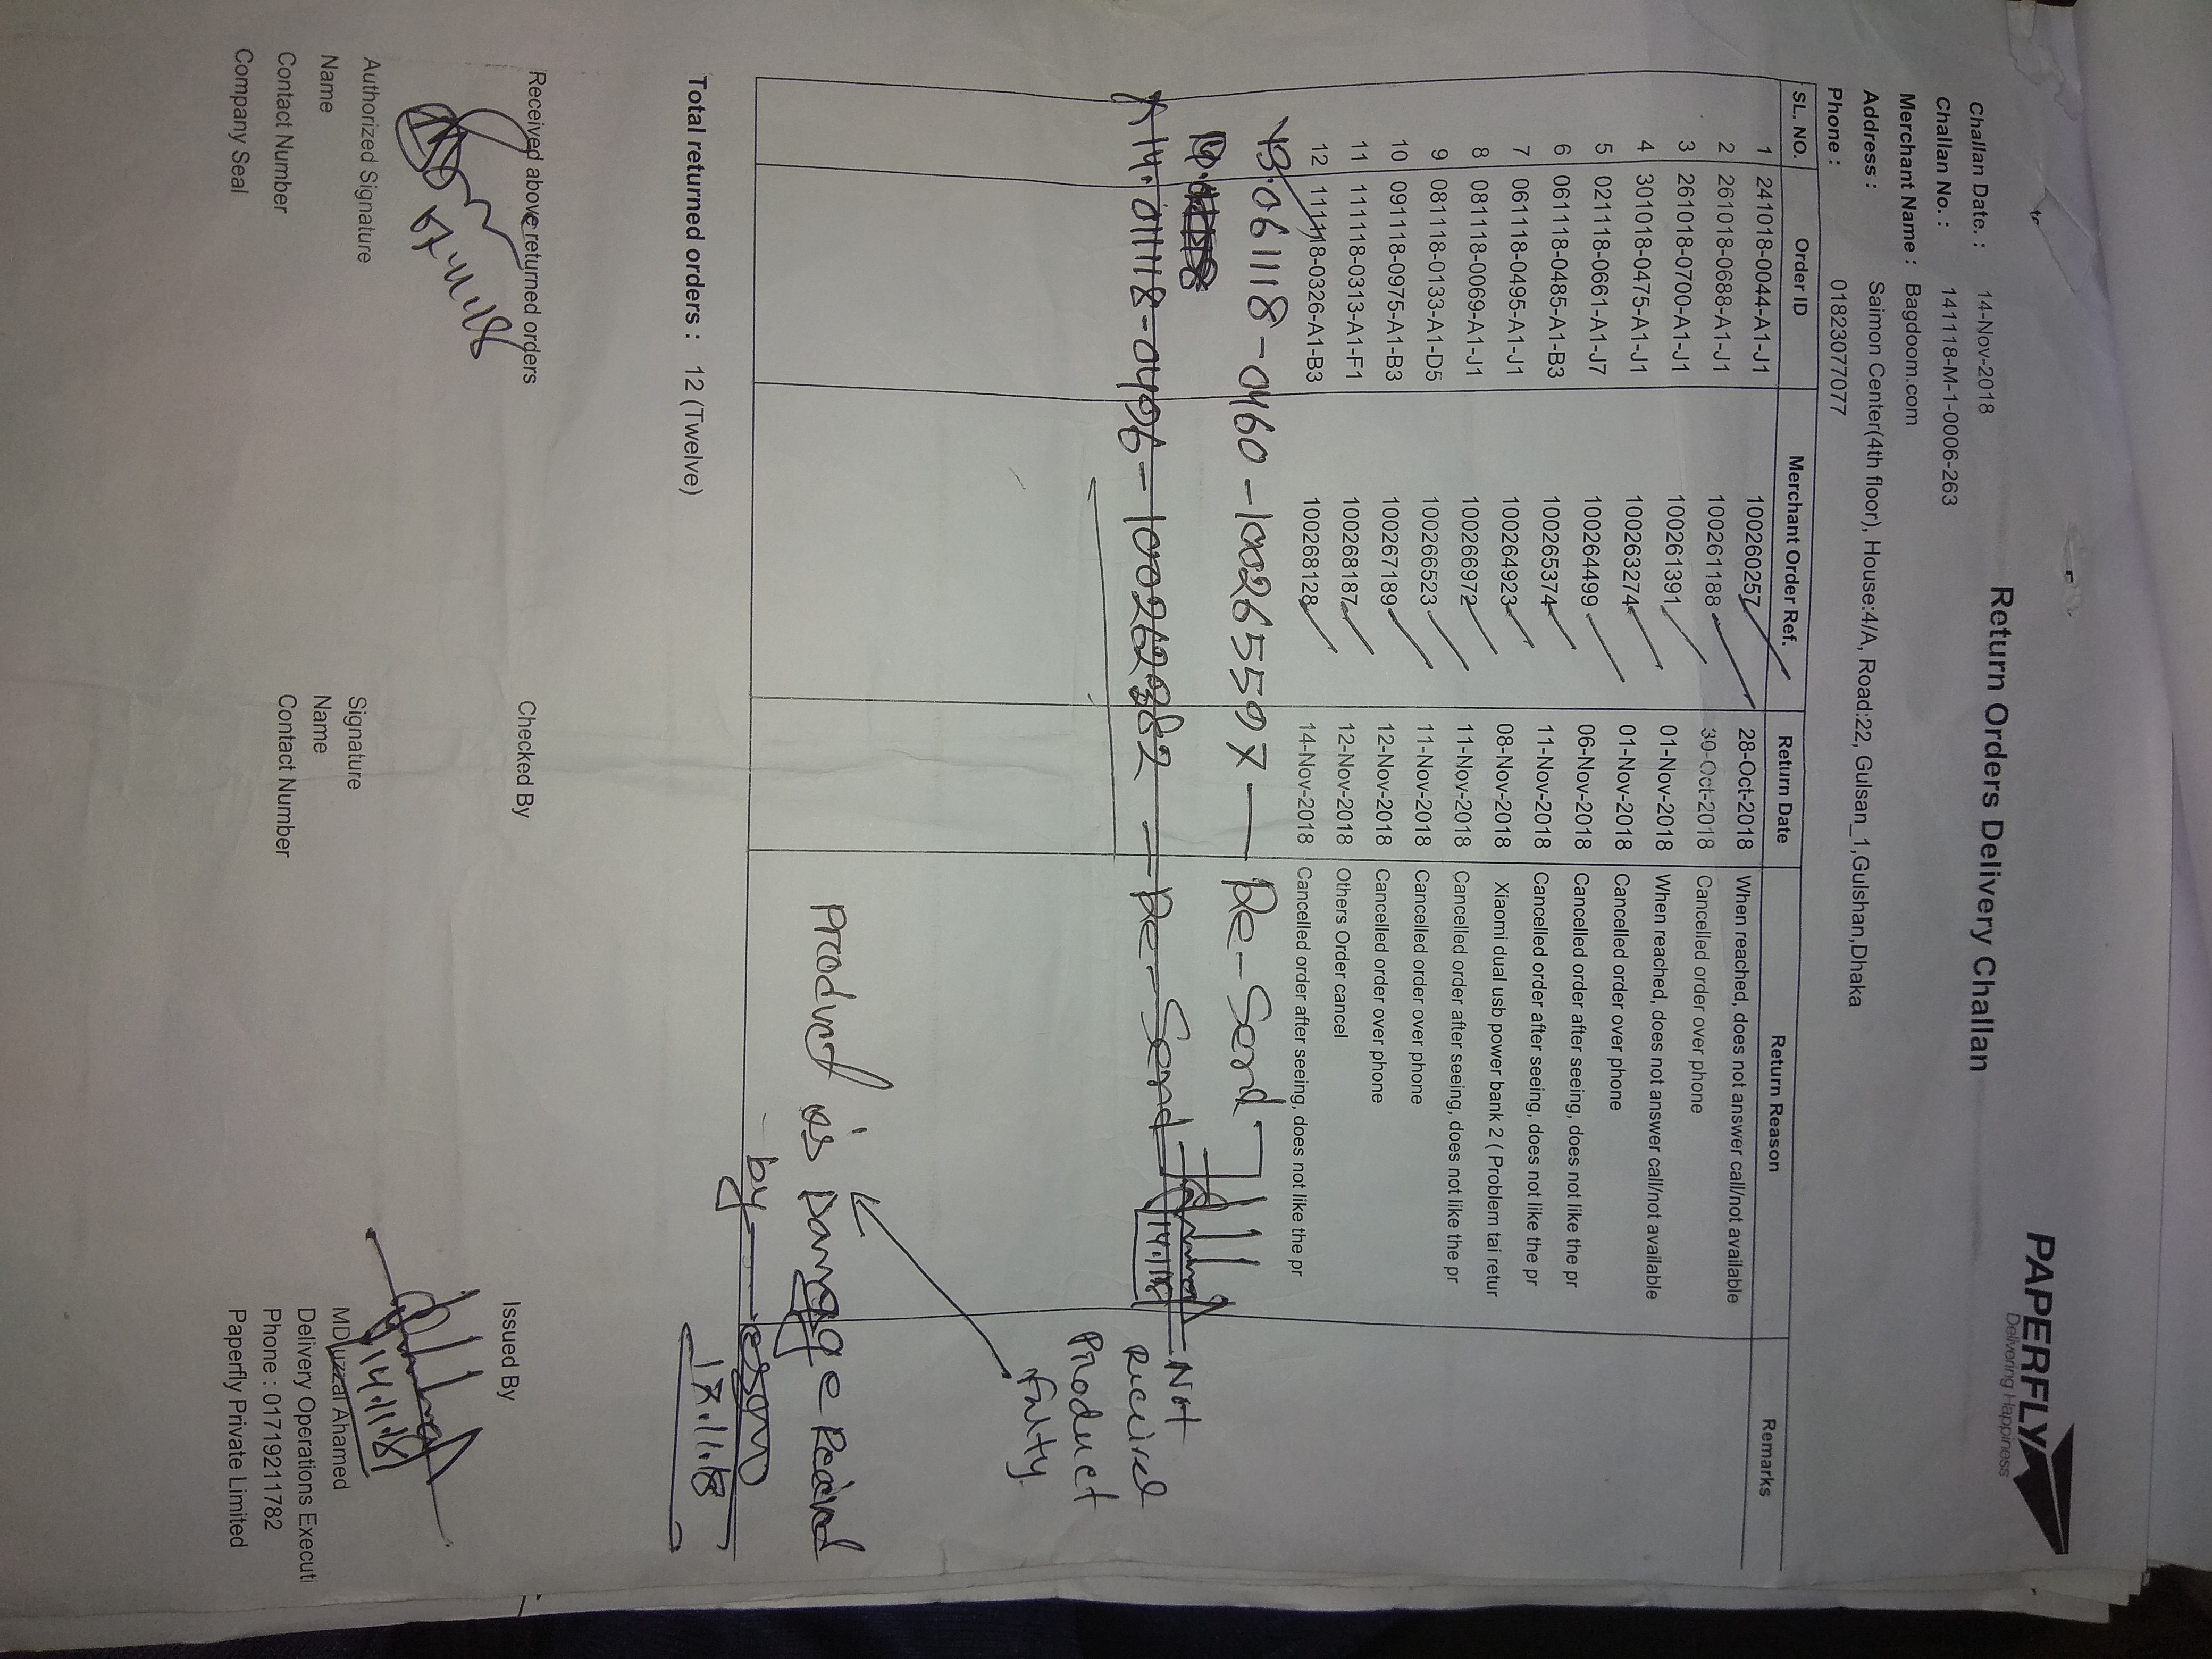 PAPERFLY
Delivering Happiness
Return Orders Delivery Challan
Challan Date. : 14-Nov-2018
Challan No. : 141118-M-1-0006-263
Merchant Name : Bagdoom.com
Address : Saimon Center(4th floor), House:4/A, Road:22, Gulsan_1,Gulshan,Dhaka
Phone : 01823077077
SL. NO. Order ID Merchant Order Ref. Return Date Return Reason Remarks
1 241018-0044-A1-J1 100260257 28-Oct-2018 When reached, does not answer call/not available
2 261018-0688-A1-J1 100261188 30-Oct-2018 Cancelled order over phone
3 261018-0700-A1-J1 100261391 01-Nov-2018 When reached, does not answer call/not available
4 301018-0475-A1-J1 100263274 01-Nov-2018 Cancelled order over phone
5 021118-0661-A1-J7 100264499 06-Nov-2018 Cancelled order after seeing, does not like the pr
6 061118-0485-A1-B3 100265374 11-Nov-2018 Cancelled order after seeing, does not like the pr
7 061118-0495-A1-J1 100264923 08-Nov-2018 Xiaomi dual usb power bank 2 ( Problem tai retur
8 081118-0069-A1-J1 100266972 11-Nov-2018 Cancelled order after seeing, does not like the pr
9 081118-0133-A1-D5 100266523 11-Nov-2018 Cancelled order over phone
10 091118-0975-A1-B3 100267189 12-Nov-2018 Cancelled order over phone
11 111118-0313-A1-F1 100268187 12-Nov-2018 Others Order cancel
12 111118-0326-A1-B3 100268128 14-Nov-2018 Cancelled order after seeing, does not like the pr
13. 061118-0460-100265597 — Re-Send
14. 011118-0496-100262382 — Re-Send 14.11.18 — Not
Received
Product
falty
Product is Damage Received
by
17.11.18
Total returned orders : 12 (Twelve)
Received above returned orders Checked By Issued By
14.11.18
Authorized Signature Signature MD uzzal Ahamed
Name Name Delivery Operations Executi
Contact Number Contact Number Phone : 01719211782
Company Seal Paperfly Private Limited